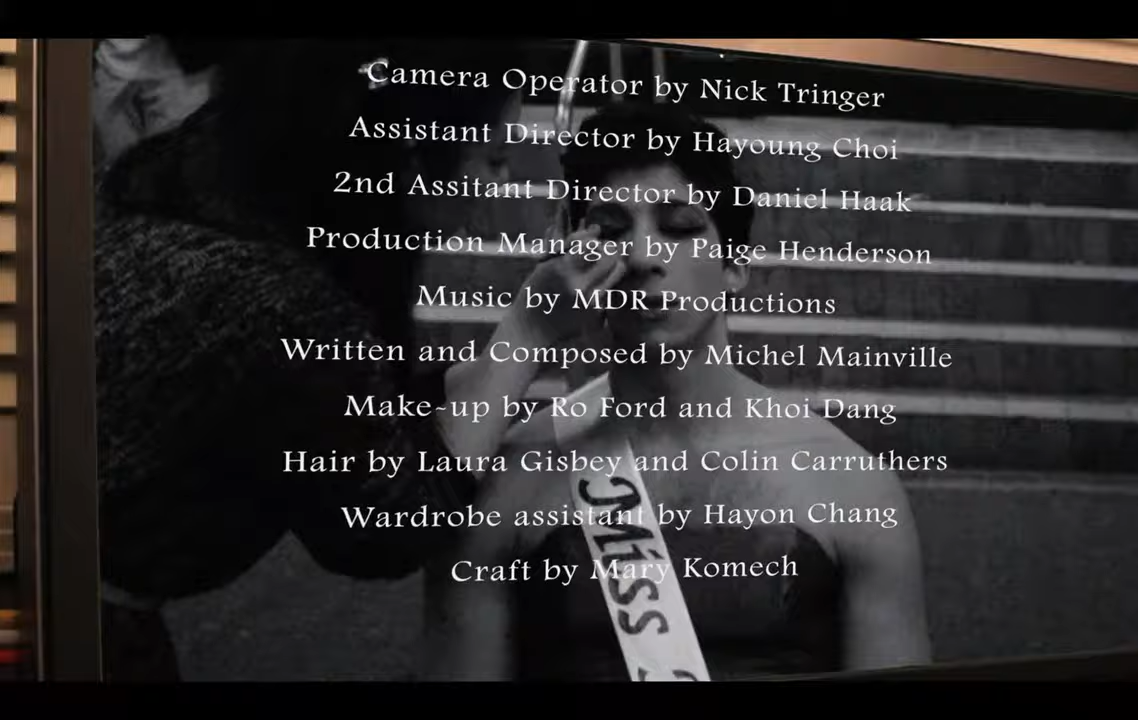 Camera Operator by Nick Tringer
Assistant Director by Hayoung Choi
2nd Assitant Director by Daniel Haak
Production Manager by Paige Henderson
Music by MDR Productions
Written and Composed by Michel Mainville
Make-up by Ro Ford and Khoi Dang
Hair by Laura Gisbey and Colin Carruthers
Wardrobe assistant by Hayon Chang
Craft by Mary Komech
Miss